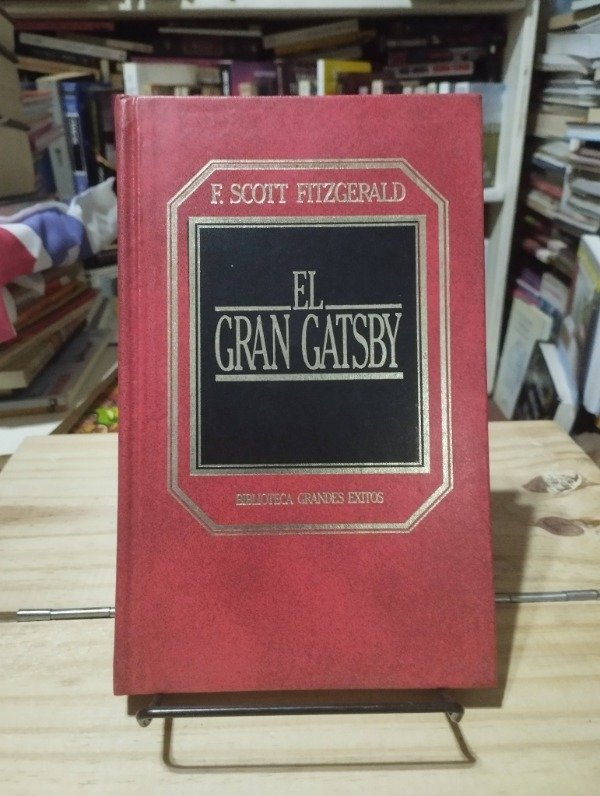 F. SCOTT FITZGERALD
EL
GRAN GATSBY
BIBLIOTECA GRANDES EXITOS